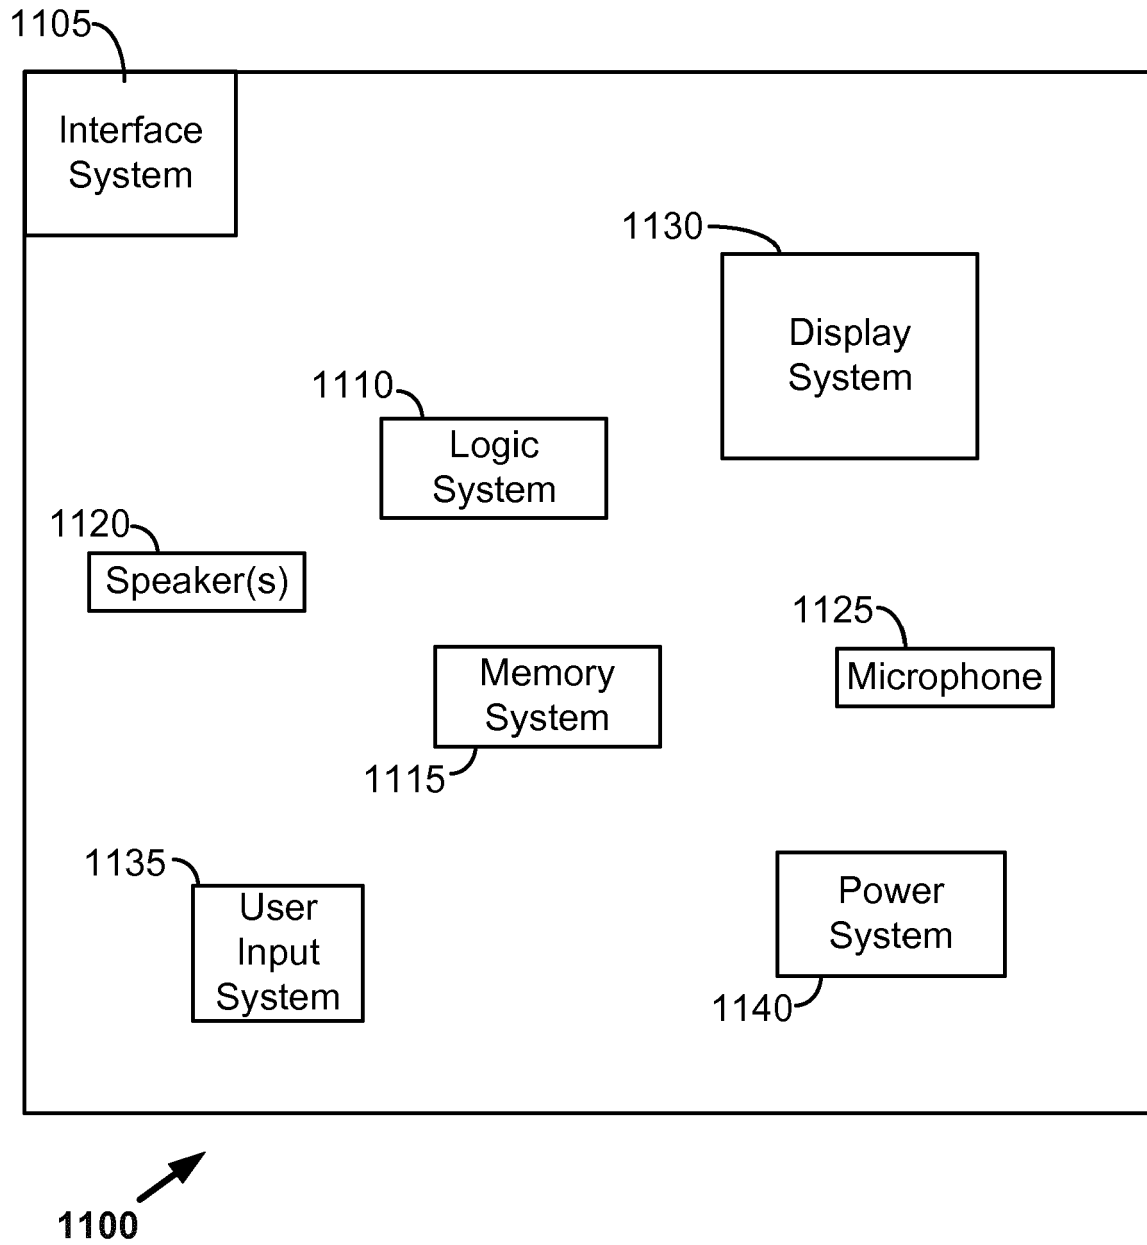 1105
Interface
System
1130
Display
System
1110
Logic
System
1120
Speaker(s)
1125
Microphone
Memory
System
1115
1135
User
Input
System
Power
System
1140
1100